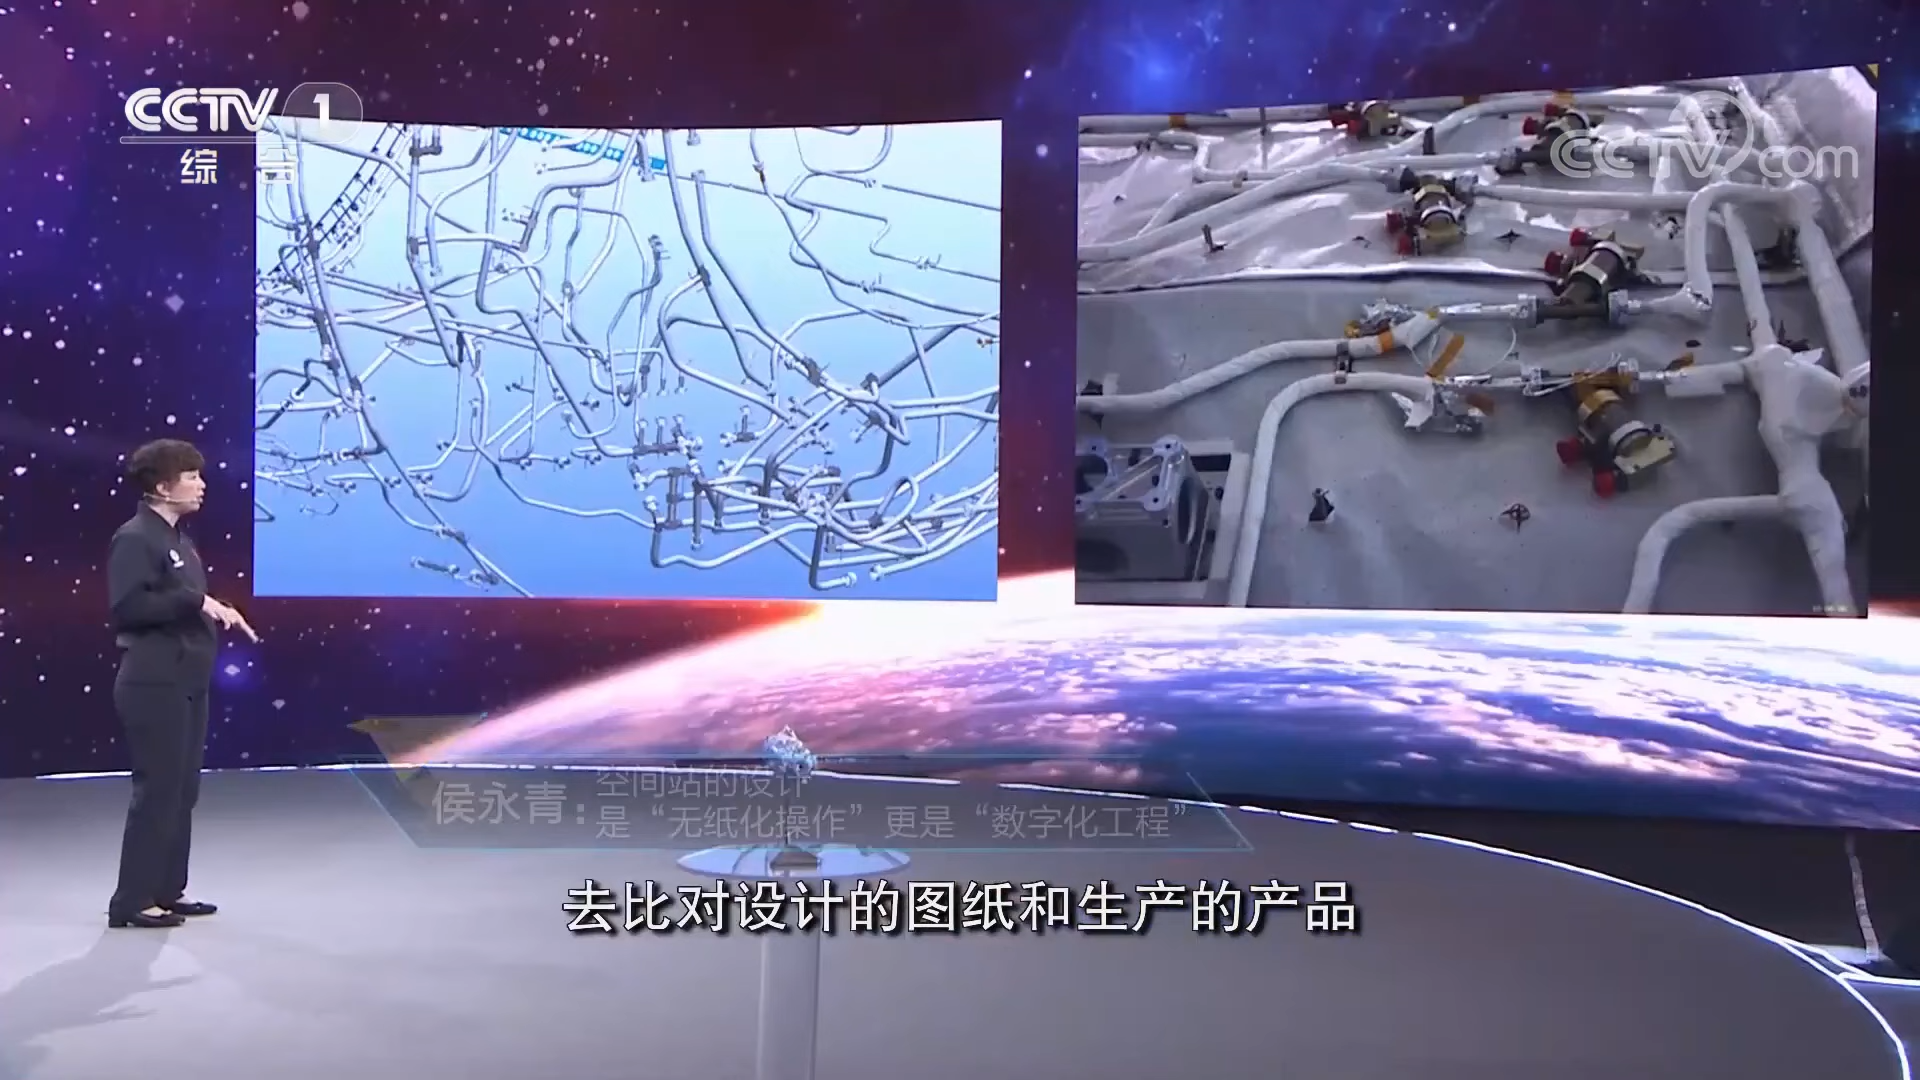 CCTV 1
综合
CCTV.com
侯永青：空间站的设计
是“无纸化操作”更是“数字化工程”
去比对设计的图纸和生产的产品